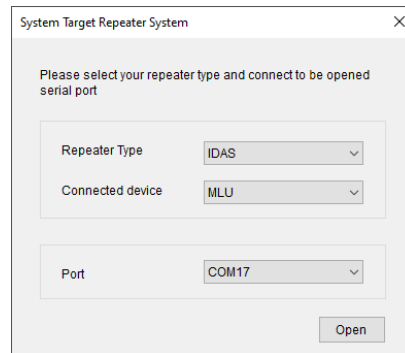 System Target Repeater System
Please select your repeater type and connect to be opened
serial port
Repeater Type IDAS
Connected device MLU
Port COM17
Open